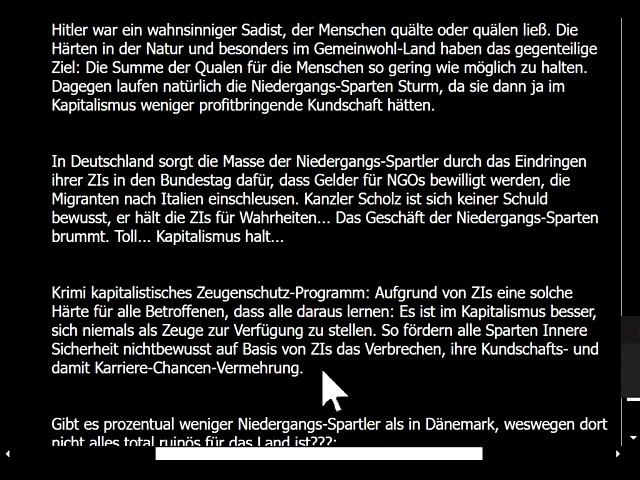 Hitler war ein wahnsinniger Sadist, der Menschen quälte oder quälen ließ. Die
Härten in der Natur und besonders im Gemeinwohl-Land haben das gegenteilige
Ziel: Die Summe der Qualen für die Menschen so gering wie möglich zu halten.
Dagegen laufen natürlich die Niedergangs-Sparten Sturm, da sie dann ja im
Kapitalismus weniger profitbringende Kundschaft hätten.
In Deutschland sorgt die Masse der Niedergangs-Spartler durch das Eindringen
ihrer ZIs in den Bundestag dafür, dass Gelder für NGOs bewilligt werden, die
Migranten nach Italien einschleusen. Kanzler Scholz ist sich keiner Schuld
bewusst, er hält die ZIs für Wahrheiten... Das Geschäft der Niedergangs-Sparten
brummt. Toll... Kapitalismus halt...
Krimi kapitalistisches Zeugenschutz-Programm: Aufgrund von ZIs eine solche
Härte für alle Betroffenen, dass alle daraus lernen: Es ist im Kapitalismus besser,
sich niemals als Zeuge zur Verfügung zu stellen. So fördern alle Sparten Innere
Sicherheit nichtbewusst auf Basis von ZIs das Verbrechen, ihre Kundschafts- und
damit Karriere-Chancen-Vermehrung.
Gibt es prozentual weniger Niedergangs-Spartler als in Dänemark, weswegen dort
nicht alles total ruinös für das Land ist???: